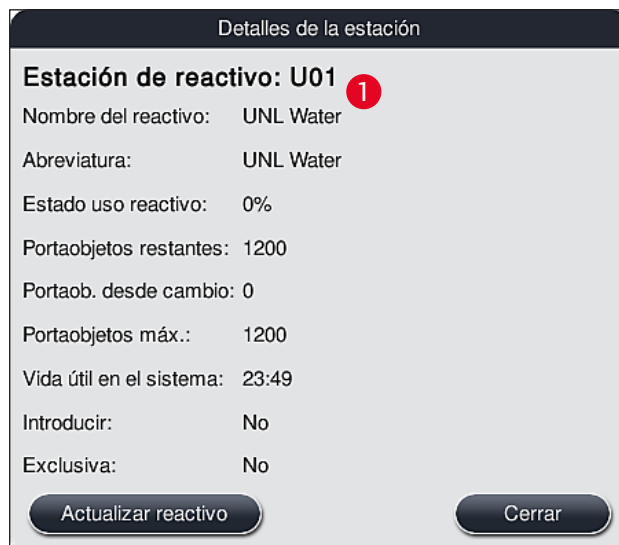 Detalles de la estación
Estación de reactivo: U01
1
Nombre del reactivo: UNL Water
Abreviatura: UNL Water
Estado uso reactivo: 0%
Portaobjetos restantes: 1200
Portaob. desde cambio: 0
Portaobjetos máx.: 1200
Vida útil en el sistema: 23:49
Introducir: No
Exclusiva: No
Actualizar reactivo Cerrar